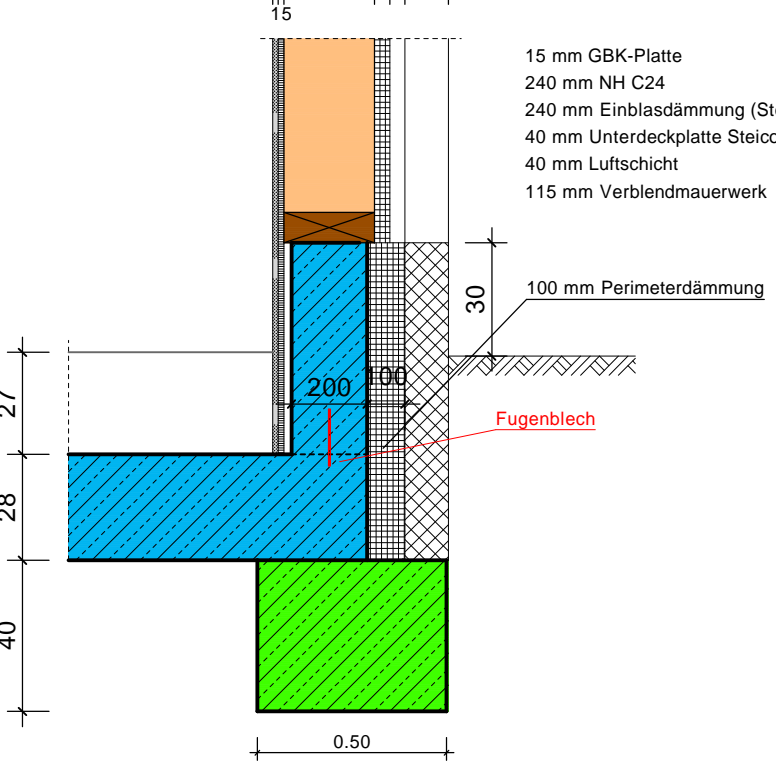 15
15 mm GBK-Platte
240 mm NH C24
240 mm Einblasdämmung
40 mm Unterdeckplatte
40 mm Luftschicht
115 mm Verblendmauerwerk
30
100 mm Perimeterdämmung
27
200
100
Fugenblech
28
40
0.50